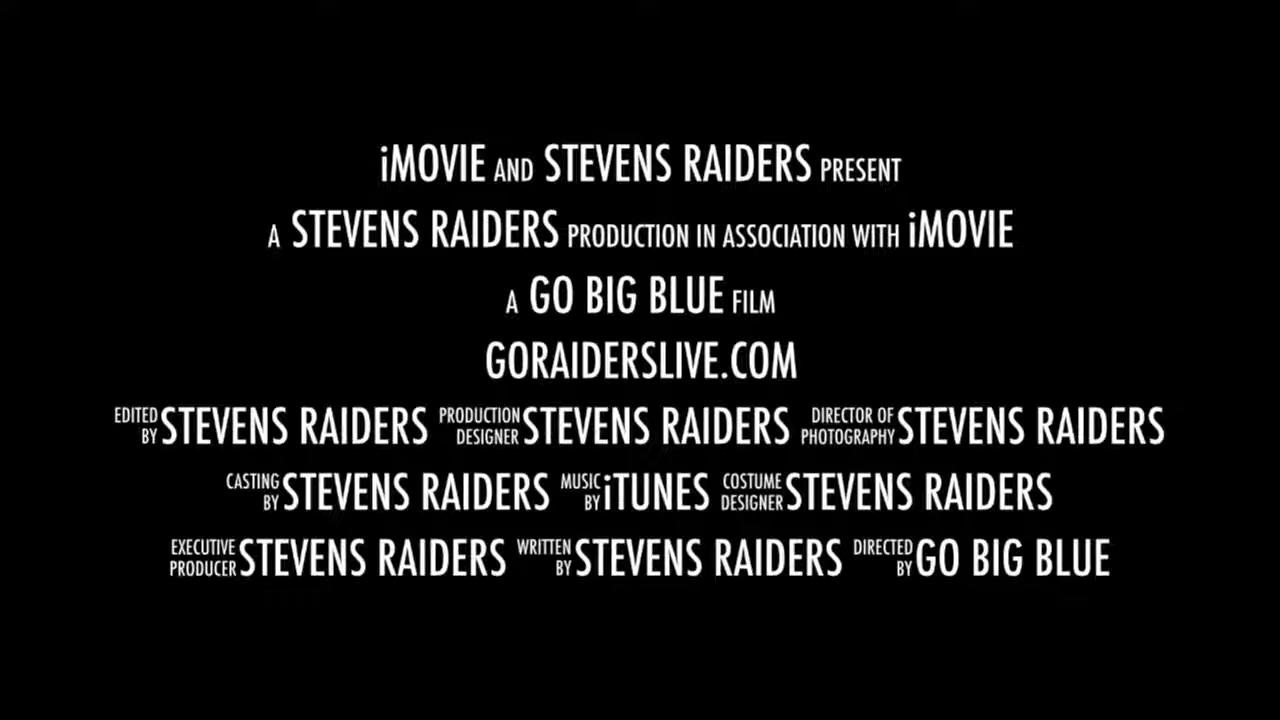 iMOVIE AND STEVENS RAIDERS PRESENT
A STEVENS RAIDERS PRODUCTION IN ASSOCIATION WITH iMOVIE
A GO BIG BLUE FILM
GORAIDERSLIVE.COM
EDITED BY STEVENS RAIDERS PRODUCTION DESIGNER STEVENS RAIDERS DIRECTOR OF PHOTOGRAPHY STEVENS RAIDERS
CASTING BY STEVENS RAIDERS MUSIC BY iTUNES COSTUME DESIGNER STEVENS RAIDERS
EXECUTIVE PRODUCER STEVENS RAIDERS WRITTEN BY STEVENS RAIDERS DIRECTED BY GO BIG BLUE